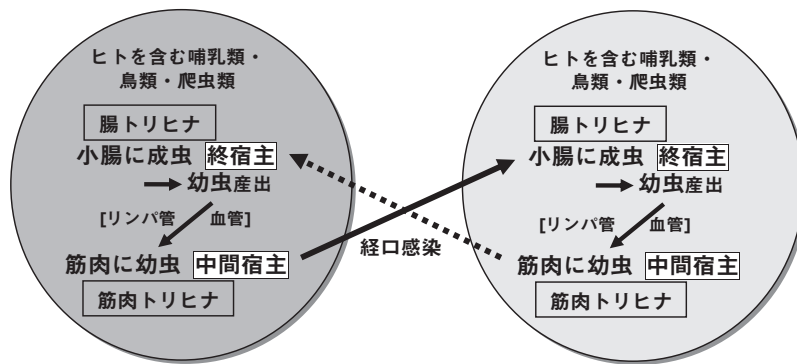 ヒトを含む哺乳類・
鳥類・爬虫類
腸トリヒナ
小腸に成虫 終宿主
幼虫産出
[リンパ管 血管]
筋肉に幼虫 中間宿主
筋肉トリヒナ
経口感染
ヒトを含む哺乳類・
鳥類・爬虫類
腸トリヒナ
小腸に成虫 終宿主
幼虫産出
[リンパ管 血管]
筋肉に幼虫 中間宿主
筋肉トリヒナ